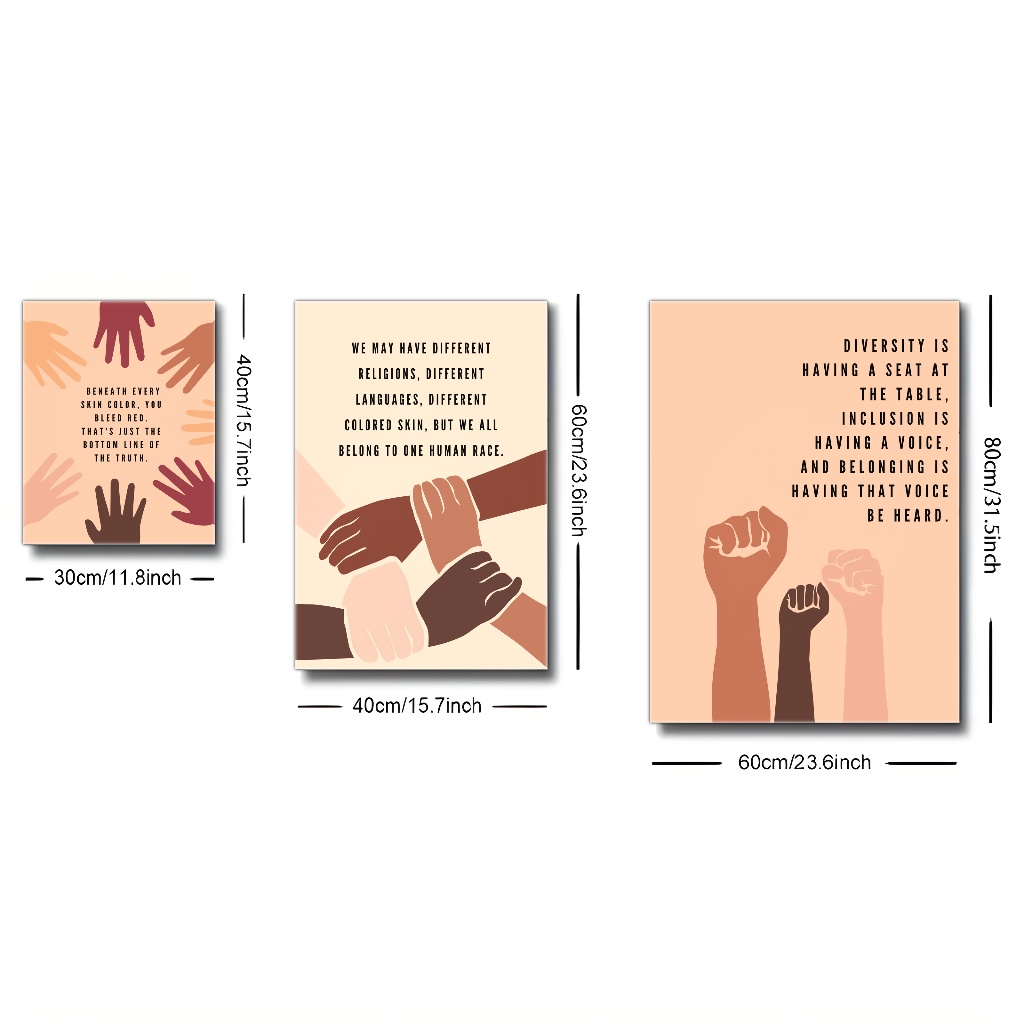 BENEATH EVERY
SKIN COLOR, YOU
BLEED RED.
THAT'S JUST THE
BOTTOM LINE OF
THE TRUTH.
40cm/15.7inch
30cm/11.8inch
WE MAY HAVE DIFFERENT
RELIGIONS, DIFFERENT
LANGUAGES, DIFFERENT
COLORED SKIN, BUT WE ALL
BELONG TO ONE HUMAN RACE.
60cm/23.6inch
40cm/15.7inch
DIVERSITY IS
HAVING A SEAT AT
THE TABLE,
INCLUSION IS
HAVING A VOICE,
AND BELONGING IS
HAVING THAT VOICE
BE HEARD.
80cm/31.5inch
60cm/23.6inch